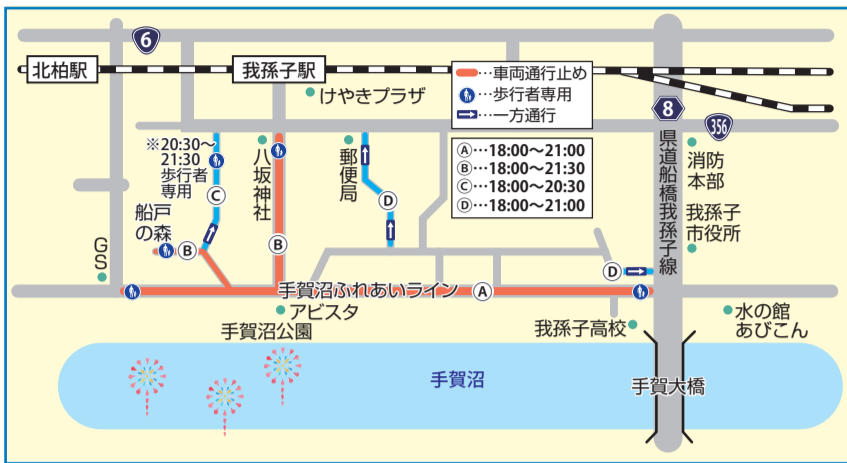 6
北柏駅
我孫子駅
けやきプラザ
…車両通行止め
…歩行者専用
…一方通行
8
356
Ⓐ…18:00〜21:00
Ⓑ…18:00〜21:30
Ⓒ…18:00〜20:30
Ⓓ…18:00〜21:00
※20:30〜
21:30
歩行者
専用
Ⓒ
八坂神社
郵便局
Ⓓ
県道船橋我孫子線
消防
本部
船戸
の森
Ⓑ
Ⓑ
我孫子
市役所
GS
Ⓓ
手賀沼ふれあいライン
Ⓐ
アビスタ
手賀沼公園
我孫子高校
水の館
あびこん
手賀沼
手賀大橋